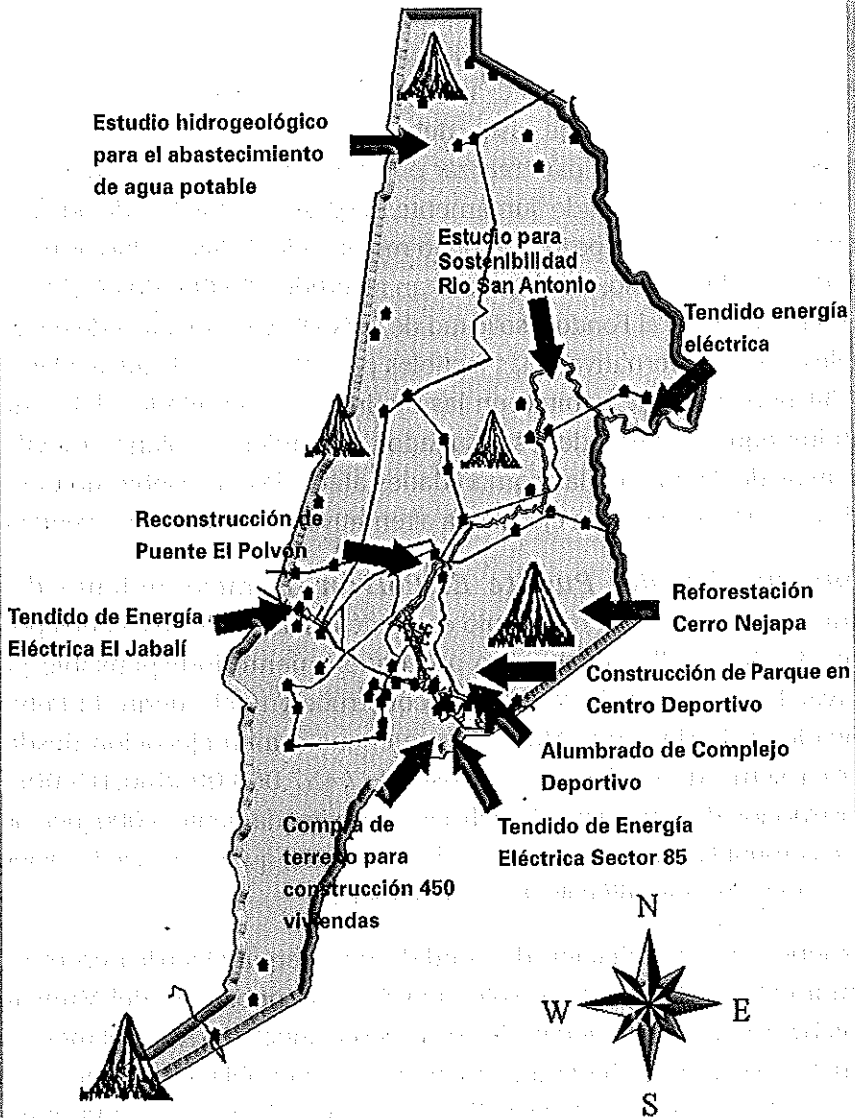 Estudio hidrogeológico
para el abastecimiento
de agua potable
Estudio para
Sostenibilidad
Rio San Antonio
Tendido energía
eléctrica
Reconstrucción de
Puente El Polvón
Tendido de Energía
Eléctrica El Jabalí
Reforestación
Cerro Nejapa
Construcción de Parque en
Centro Deportivo
Alumbrado de Complejo
Deportivo
Compra de
terreno para
construcción 450
viviendas
Tendido de Energía
Eléctrica Sector 85
N
W
E
S